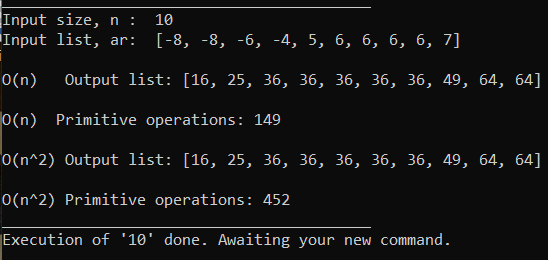 Input size, n :  10
Input list, ar:  [-8, -8, -6, -4, 5, 6, 6, 6, 6, 7]
O(n)   Output list: [16, 25, 36, 36, 36, 36, 36, 49, 64, 64]
O(n)  Primitive operations: 149
O(n^2) Output list: [16, 25, 36, 36, 36, 36, 36, 49, 64, 64]
O(n^2) Primitive operations: 452
Execution of '10' done. Awaiting your new command.